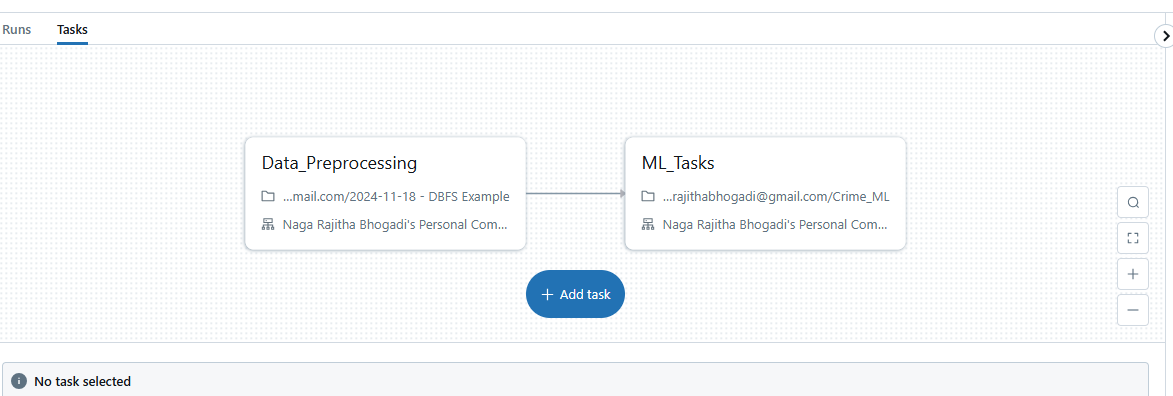 Runs Tasks
Data_Preprocessing
...mail.com/2024-11-18 - DBFS Example
Naga Rajitha Bhogadi's Personal Com...
ML_Tasks
...rajithabhogadi@gmail.com/Crime_ML
Naga Rajitha Bhogadi's Personal Com...
+ Add task
No task selected